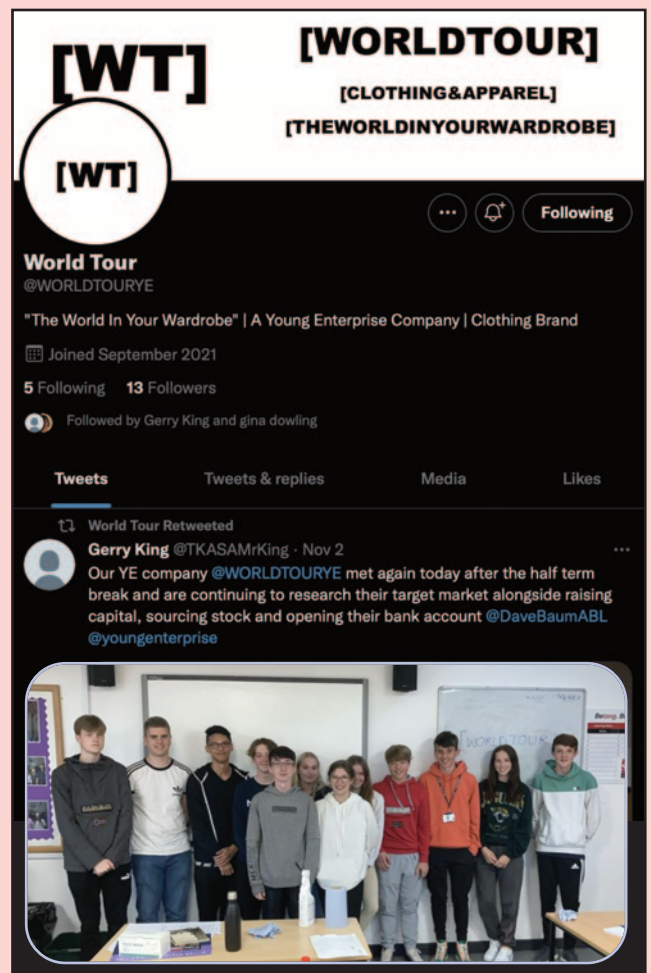 [WT]
[WORLDTOUR]
[CLOTHING&APPAREL]
[THEWORLDINYOURWARDROBE]
[WT]
Following
World Tour
@WORLDTOURYE
"The World In Your Wardrobe" | A Young Enterprise Company | Clothing Brand
Joined September 2021
5 Following 13 Followers
Followed by Gerry King and gina dowling
Tweets Tweets & replies Media Likes
World Tour Retweeted
Gerry King @TKASAMrKing · Nov 2
Our YE company @WORLDTOURYE met again today after the half term
break and are continuing to research their target market alongside raising
capital, sourcing stock and opening their bank account @DaveBaumABL
@youngenterprise
[WORLDTOUR